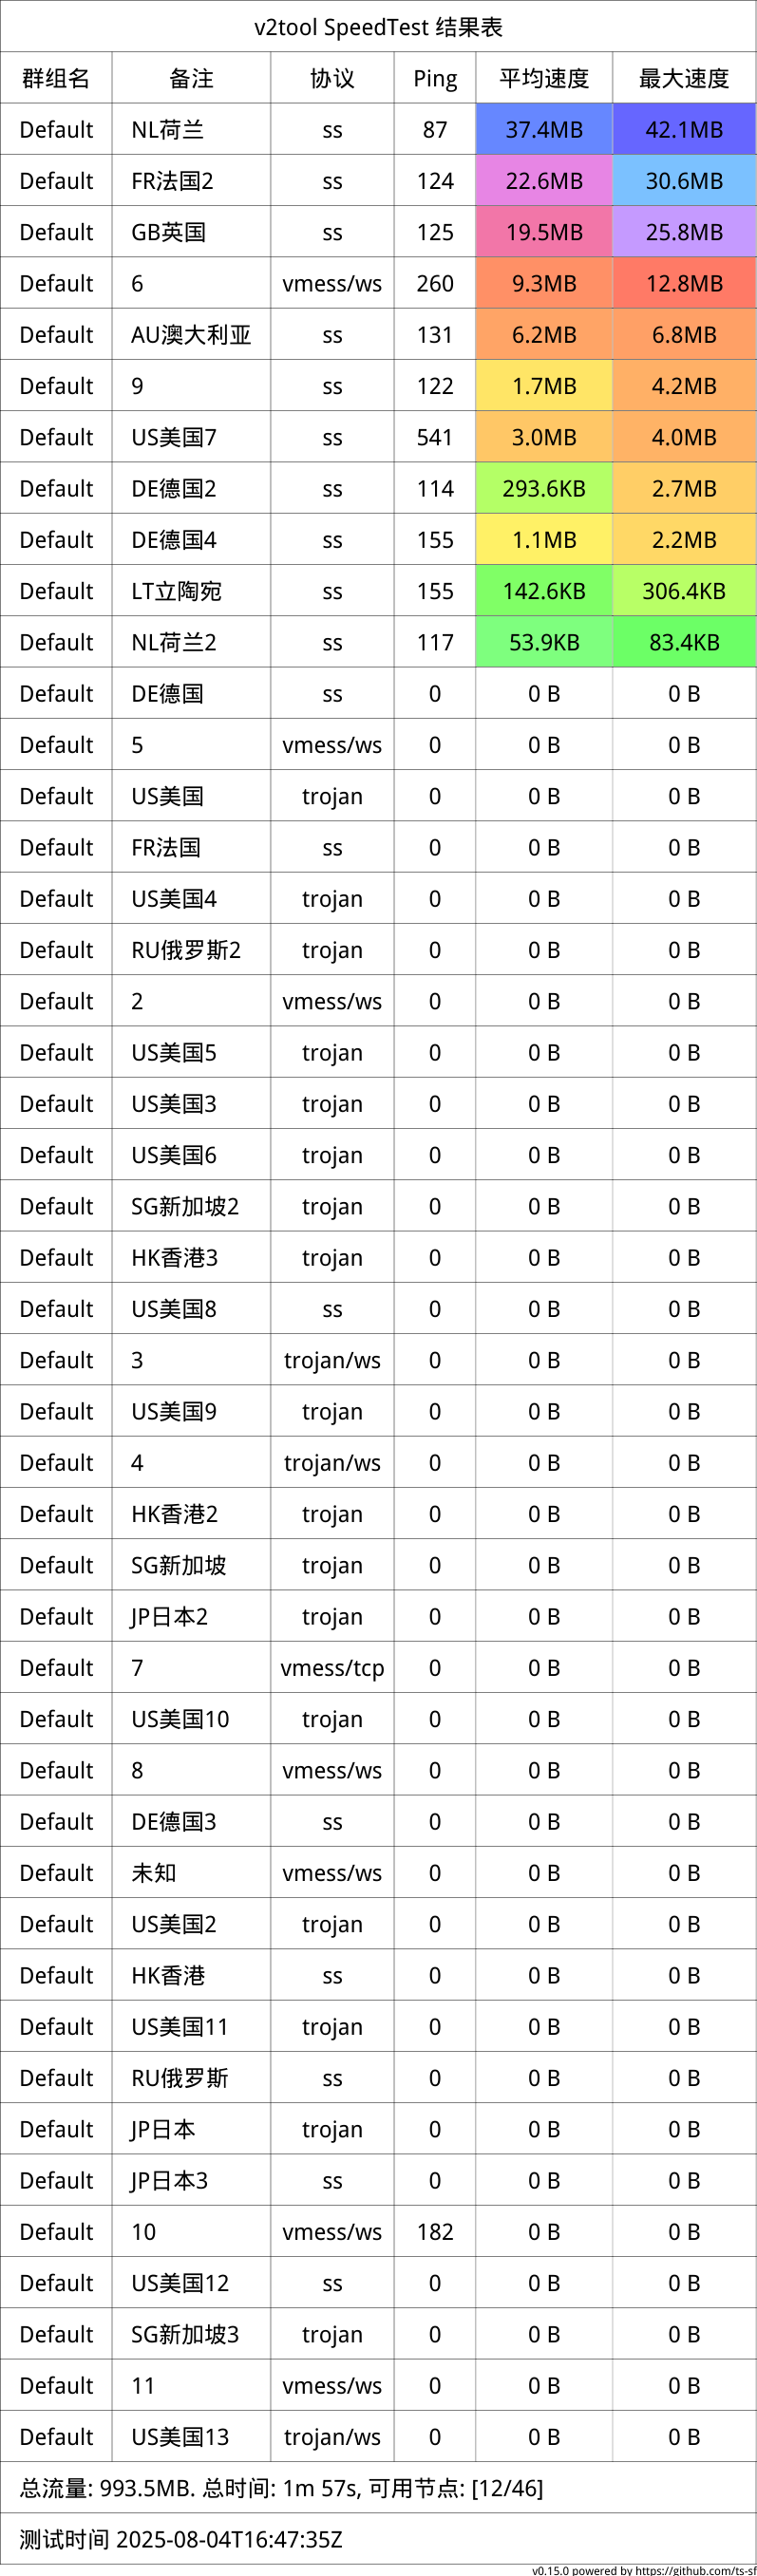 v2tool SpeedTest 结果表
群组名 备注 协议 Ping 平均速度 最大速度
Default NL荷兰 ss 87 37.4MB 42.1MB
Default FR法国2 ss 124 22.6MB 30.6MB
Default GB英国 ss 125 19.5MB 25.8MB
Default 6 vmess/ws 260 9.3MB 12.8MB
Default AU澳大利亚 ss 131 6.2MB 6.8MB
Default 9 ss 122 1.7MB 4.2MB
Default US美国7 ss 541 3.0MB 4.0MB
Default DE德国2 ss 114 293.6KB 2.7MB
Default DE德国4 ss 155 1.1MB 2.2MB
Default LT立陶宛 ss 155 142.6KB 306.4KB
Default NL荷兰2 ss 117 53.9KB 83.4KB
Default DE德国 ss 0 0 B 0 B
Default 5 vmess/ws 0 0 B 0 B
Default US美国 trojan 0 0 B 0 B
Default FR法国 ss 0 0 B 0 B
Default US美国4 trojan 0 0 B 0 B
Default RU俄罗斯2 trojan 0 0 B 0 B
Default 2 vmess/ws 0 0 B 0 B
Default US美国5 trojan 0 0 B 0 B
Default US美国3 trojan 0 0 B 0 B
Default US美国6 trojan 0 0 B 0 B
Default SG新加坡2 trojan 0 0 B 0 B
Default HK香港3 trojan 0 0 B 0 B
Default US美国8 ss 0 0 B 0 B
Default 3 trojan/ws 0 0 B 0 B
Default US美国9 trojan 0 0 B 0 B
Default 4 trojan/ws 0 0 B 0 B
Default HK香港2 trojan 0 0 B 0 B
Default SG新加坡 trojan 0 0 B 0 B
Default JP日本2 trojan 0 0 B 0 B
Default 7 vmess/tcp 0 0 B 0 B
Default US美国10 trojan 0 0 B 0 B
Default 8 vmess/ws 0 0 B 0 B
Default DE德国3 ss 0 0 B 0 B
Default 未知 vmess/ws 0 0 B 0 B
Default US美国2 trojan 0 0 B 0 B
Default HK香港 ss 0 0 B 0 B
Default US美国11 trojan 0 0 B 0 B
Default RU俄罗斯 ss 0 0 B 0 B
Default JP日本 trojan 0 0 B 0 B
Default JP日本3 ss 0 0 B 0 B
Default 10 vmess/ws 182 0 B 0 B
Default US美国12 ss 0 0 B 0 B
Default SG新加坡3 trojan 0 0 B 0 B
Default 11 vmess/ws 0 0 B 0 B
Default US美国13 trojan/ws 0 0 B 0 B
总流量: 993.5MB. 总时间: 1m 57s, 可用节点: [12/46]
测试时间 2025-08-04T16:47:35Z
v0.15.0 powered by https://github.com/ts-sf